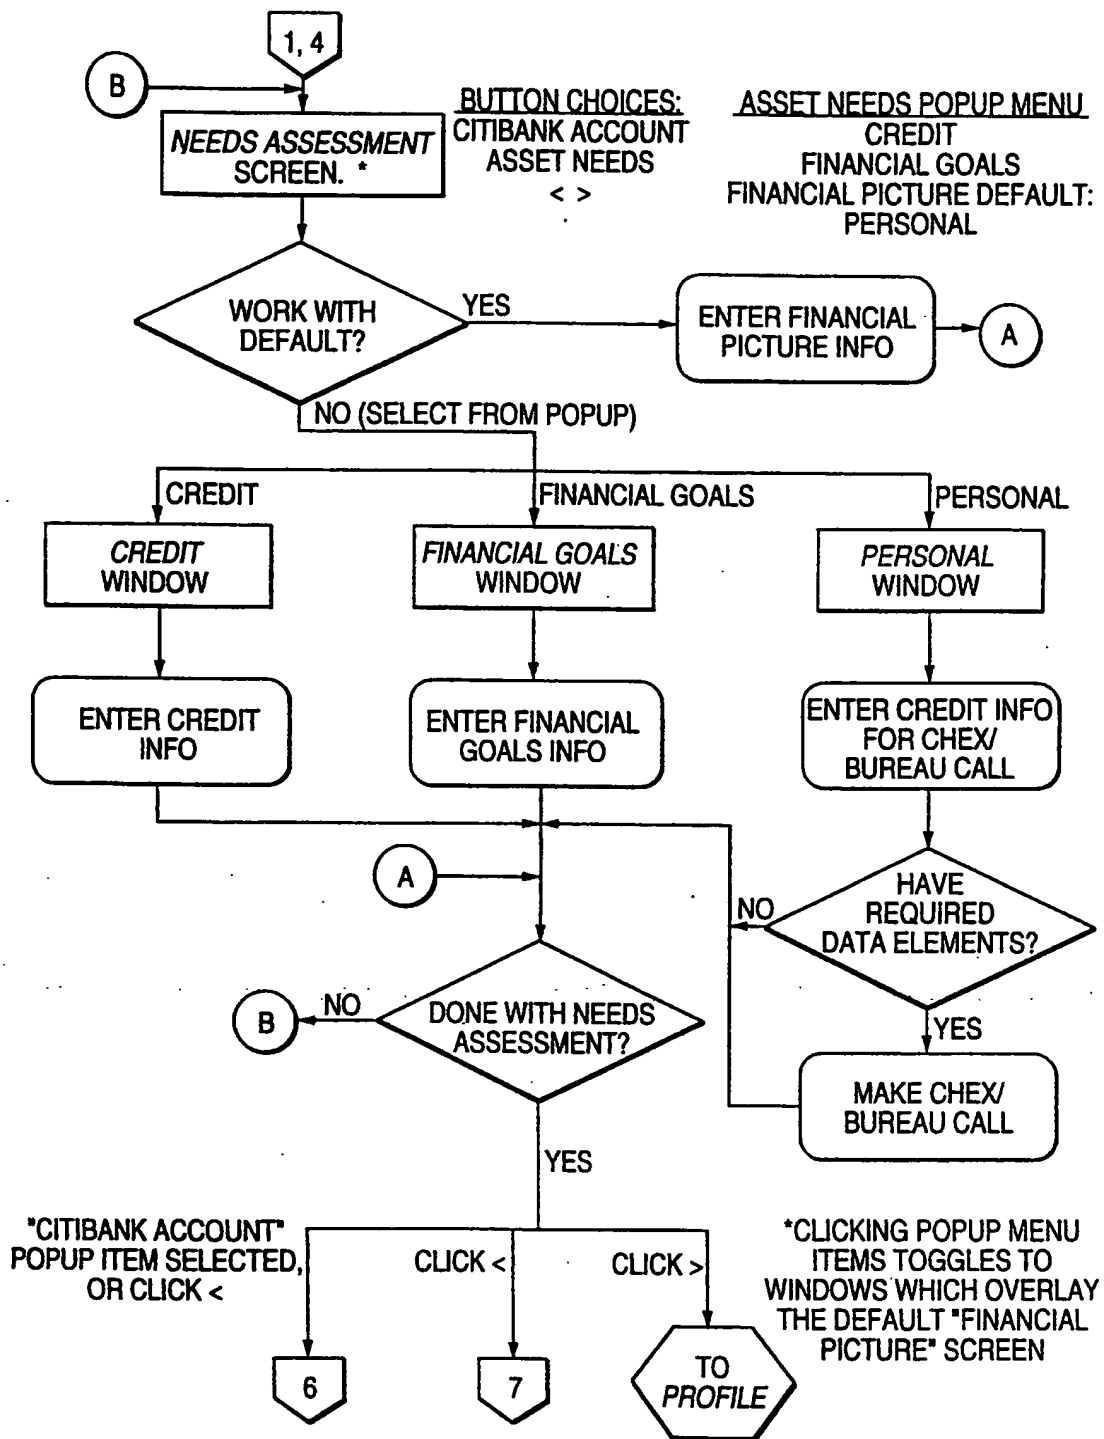 1, 4
B
NEEDS ASSESSMENT
SCREEN. *
BUTTON CHOICES:
CITIBANK ACCOUNT
ASSET NEEDS
< >
ASSET NEEDS POPUP MENU
CREDIT
FINANCIAL GOALS
FINANCIAL PICTURE DEFAULT:
PERSONAL
WORK WITH
DEFAULT?
YES
ENTER FINANCIAL
PICTURE INFO
A
NO (SELECT FROM POPUP)
CREDIT
FINANCIAL GOALS
PERSONAL
CREDIT
WINDOW
FINANCIAL GOALS
WINDOW
PERSONAL
WINDOW
ENTER CREDIT
INFO
ENTER FINANCIAL
GOALS INFO
ENTER CREDIT INFO
FOR CHEX/
BUREAU CALL
A
HAVE
REQUIRED
DATA ELEMENTS?
NO
YES
B
NO
DONE WITH NEEDS
ASSESSMENT?
MAKE CHEX/
BUREAU CALL
YES
"CITIBANK ACCOUNT"
POPUP ITEM SELECTED,
OR CLICK <
CLICK <
CLICK >
*CLICKING POPUP MENU
ITEMS TOGGLES TO
WINDOWS WHICH OVERLAY
THE DEFAULT "FINANCIAL
PICTURE" SCREEN
6
7
TO
PROFILE